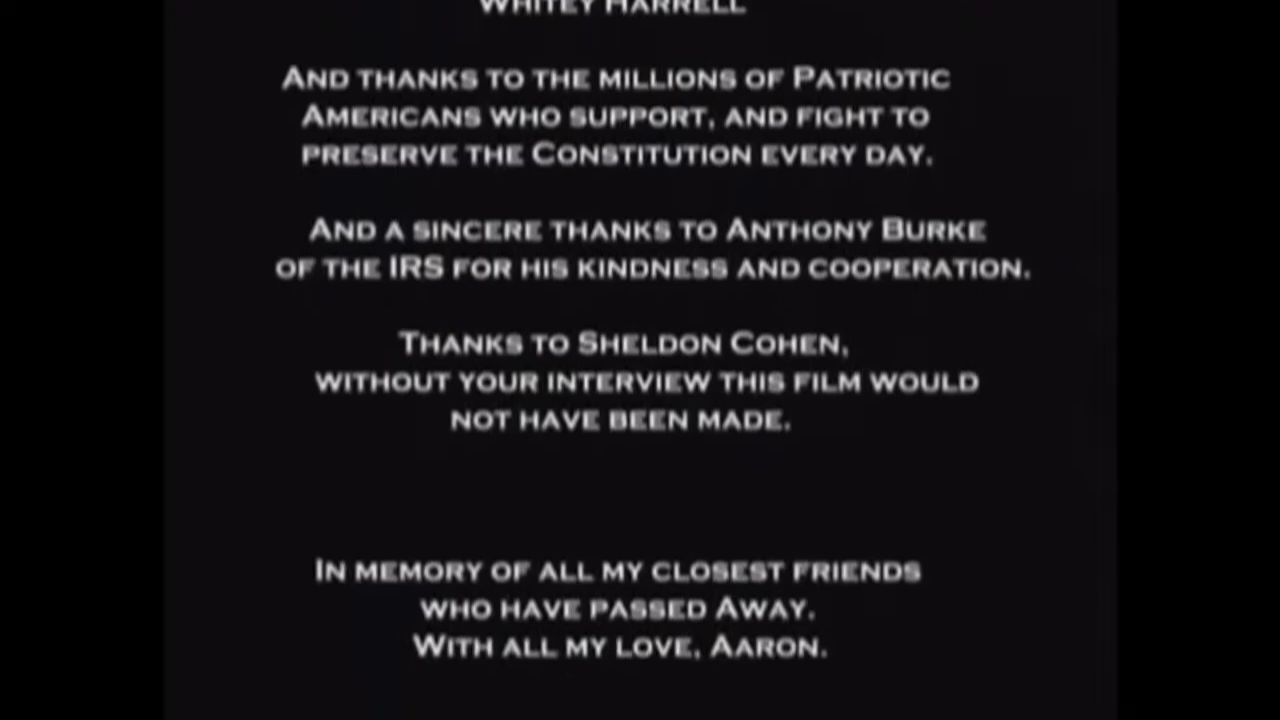 Whitey Harrell
And thanks to the millions of Patriotic
Americans who support, and fight to
preserve the Constitution every day.
And a sincere thanks to Anthony Burke
of the IRS for his kindness and cooperation.
Thanks to Sheldon Cohen,
without your interview this film would
not have been made.
In memory of all my closest friends
who have passed Away.
With all my love, Aaron.